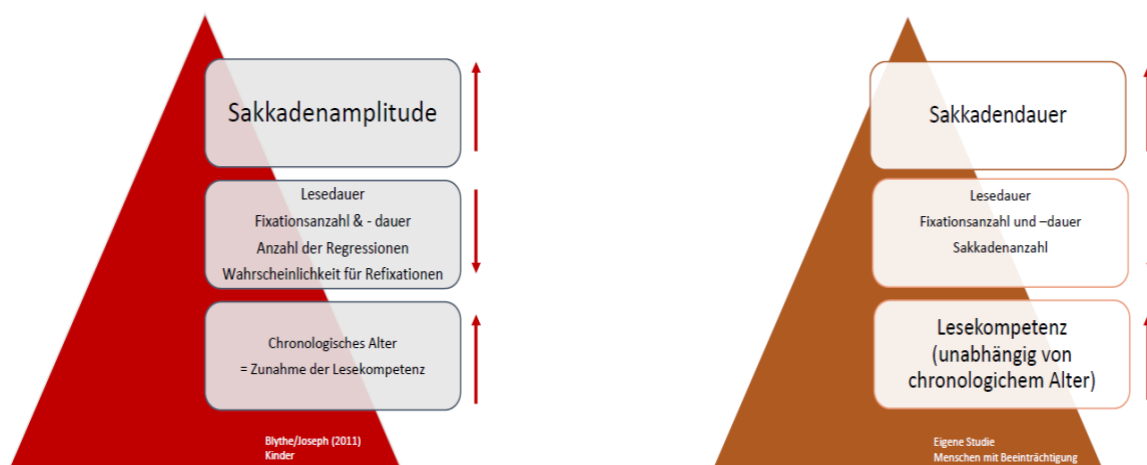 Sakkadenamplitude
Lesedauer
Fixationsanzahl & - dauer
Anzahl der Regressionen
Wahrscheinlichkeit für Refixationen
Chronologisches Alter
= Zunahme der Lesekompetenz
Blythe/Joseph (2011)
Kinder
Sakkadendauer
Lesedauer
Fixationsanzahl und –dauer
Sakkadenanzahl
Lesekompetenz
(unabhängig von
chronologichem Alter)
Eigene Studie
Menschen mit Beeinträchtigung